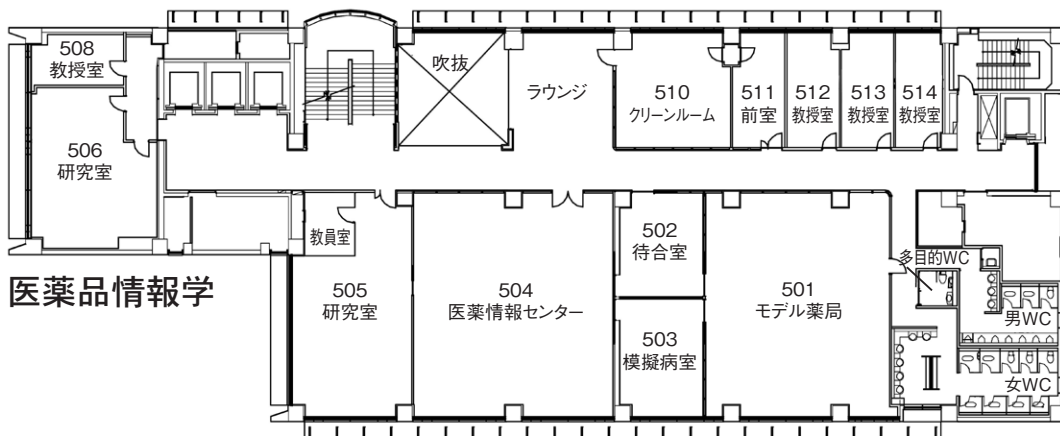 508
教授室
506
研究室
吹抜
ラウンジ
510
クリーンルーム
511
前室
512
教授室
513
教授室
514
教授室
教員室
505
研究室
504
医薬情報センター
502
待合室
503
模擬病室
501
モデル薬局
多目的WC
男WC
女WC
医薬品情報学